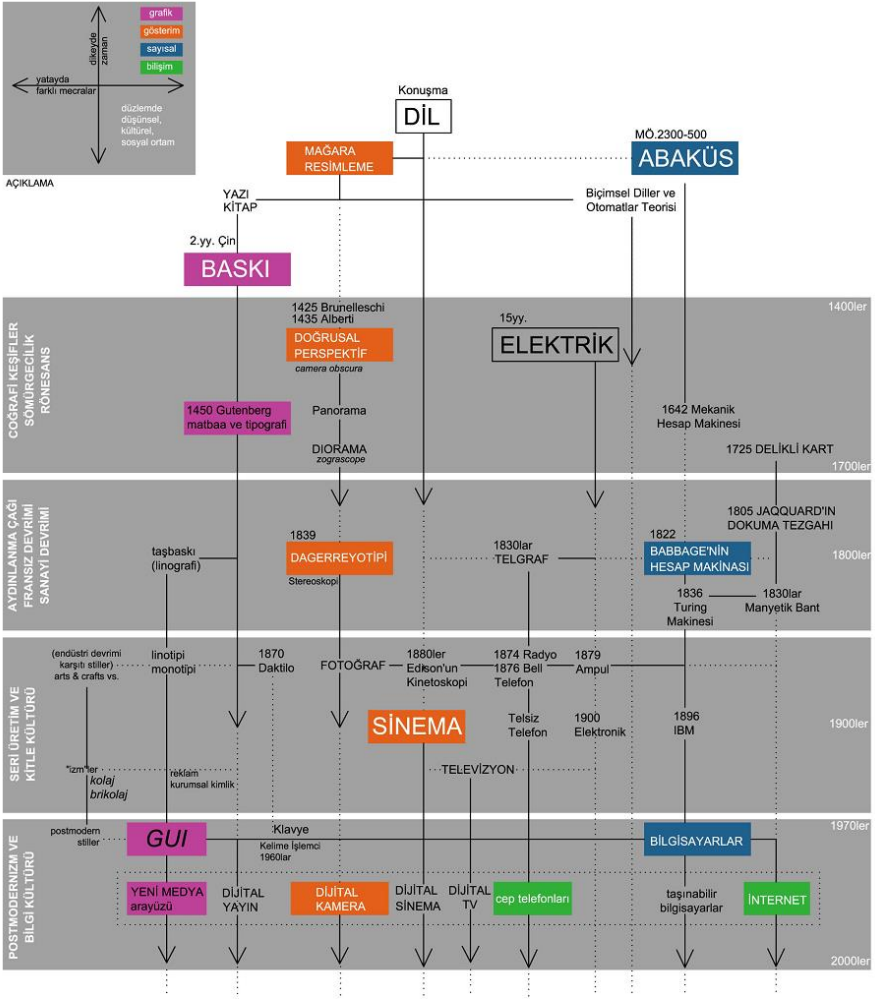 grafik
gösterim
sayısal
bilişim
dikeyde
zaman
yatayda
farklı mecralar
düzlemde
düşünsel,
kültürel,
sosyal ortam
AÇIKLAMA
Konuşma
DİL
MAĞARA
RESİMLEME
MÖ.2300-500
ABAKÜS
YAZI
KİTAP
Biçimsel Diller ve
Otomatlar Teorisi
2.yy. Çin
BASKI
COĞRAFİ KEŞİFLER
SÖMÜRGECİLİK
RÖNESANS
1400ler
1425 Brunelleschi
1435 Alberti
DOĞRUSAL
PERSPEKTİF
camera obscura
15yy.
ELEKTRİK
1450 Gutenberg
matbaa ve tipografi
Panorama
1642 Mekanik
Hesap Makinesi
DIORAMA
zograscope
1725 DELİKLİ KART
1700ler
AYDINLANMA ÇAĞI
FRANSIZ DEVRİMİ
SANAYİ DEVRİMİ
1805 JAQQUARD'IN
DOKUMA TEZGAHI
taşbaskı
(linografi)
1839
DAGERREYOTİPİ
Stereoskopi
1830lar
TELGRAF
1822
BABBAGE'NİN
HESAP MAKİNASI
1800ler
1836
Turing
Makinesi
1830lar
Manyetik Bant
SERİ ÜRETİM VE
KİTLE KÜLTÜRÜ
(endüstri devrimi
karşıtı stiller)
arts & crafts vs.
linotipi
monotipi
1870
Daktilo
FOTOĞRAF
1880ler
Edison'un
Kinetoskopi
1874 Radyo
1876 Bell
Telefon
1879
Ampul
SİNEMA
Telsiz
Telefon
1900
Elektronik
1896
IBM
1900ler
"izm"ler
kolaj
brikolaj
reklam
kurumsal kimlik
TELEVİZYON
POSTMODERNİZM VE
BİLGİ KÜLTÜRÜ
1970ler
postmodern
stiller
GUI
Klavye
Kelime İşlemci
1960lar
BİLGİSAYARLAR
YENİ MEDYA
arayüzü
DİJİTAL
YAYIN
DİJİTAL
KAMERA
DİJİTAL
SİNEMA
DİJİTAL
TV
cep telefonları
taşınabilir
bilgisayarlar
İNTERNET
2000ler